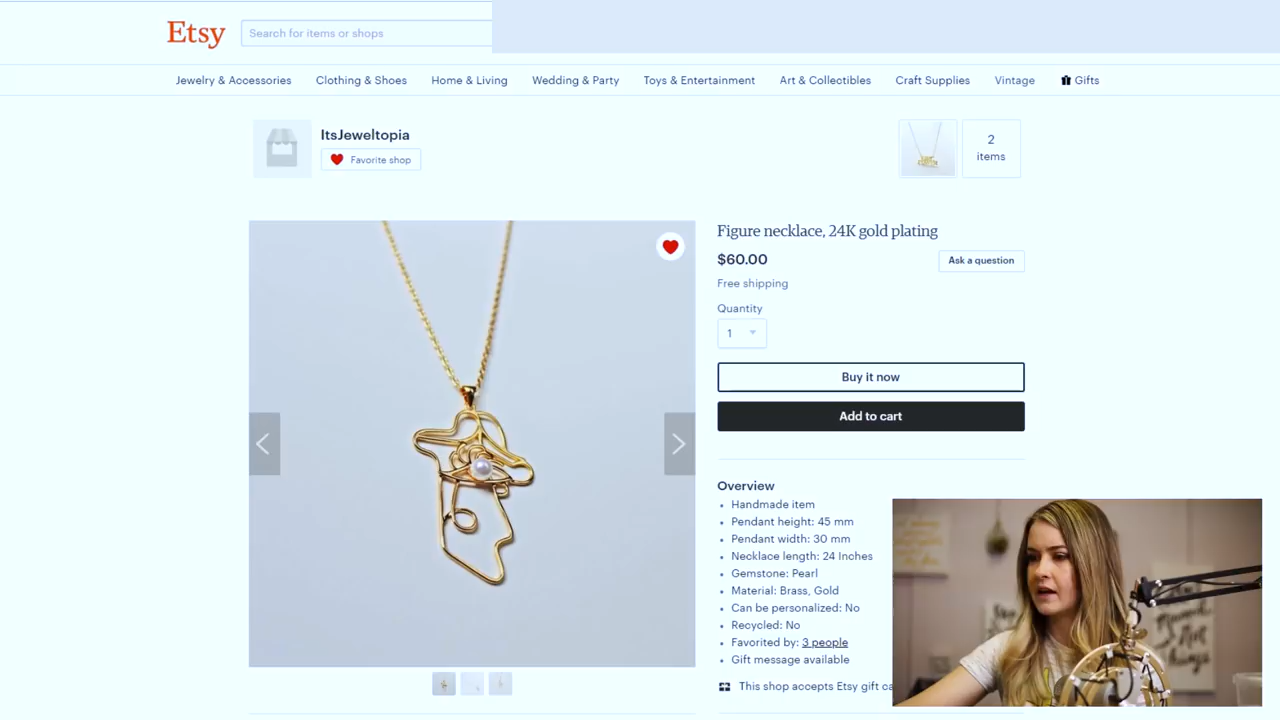 Etsy
Search for items or shops
Jewelry & Accessories Clothing & Shoes Home & Living Wedding & Party Toys & Entertainment Art & Collectibles Craft Supplies Vintage Gifts
ItsJeweltopia
Favorite shop
2
items
Figure necklace, 24K gold plating
$60.00
Ask a question
Free shipping
Quantity
1
Buy it now
Add to cart
Overview
• Handmade item
• Pendant height: 45 mm
• Pendant width: 30 mm
• Necklace length: 24 Inches
• Gemstone: Pearl
• Material: Brass, Gold
• Can be personalized: No
• Recycled: No
• Favorited by: 3 people
• Gift message available
This shop accepts Etsy gift